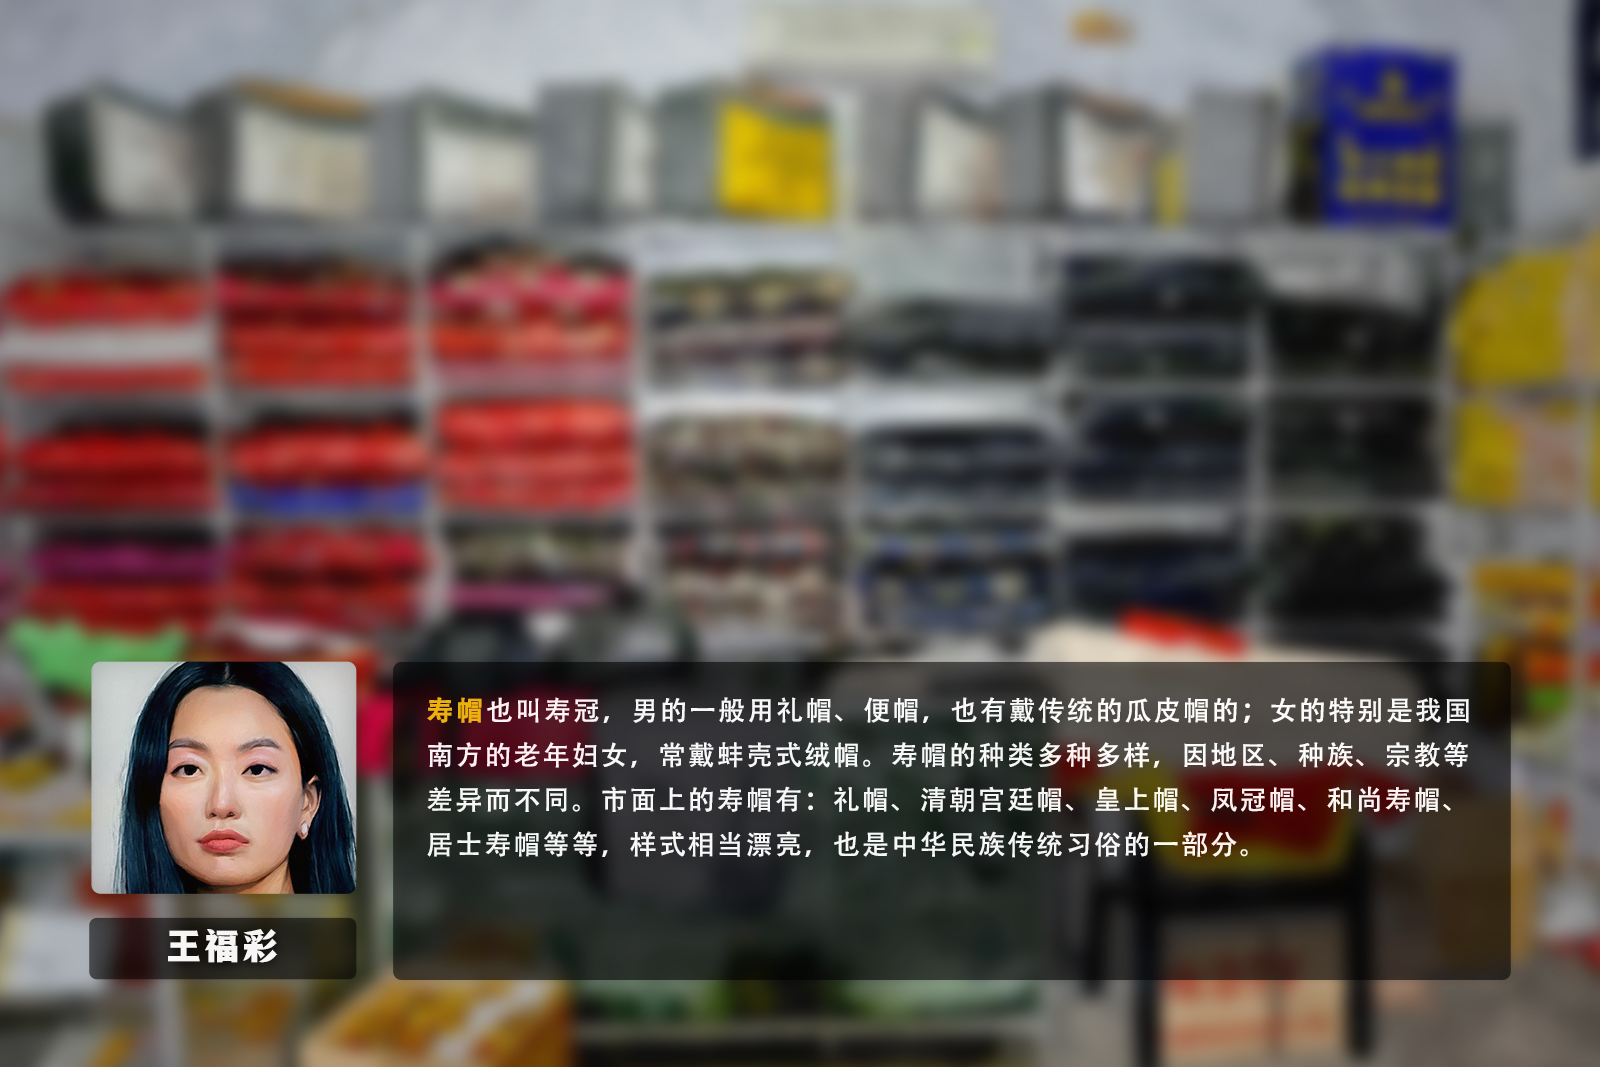 寿帽也叫寿冠，男的一般用礼帽、便帽，也有戴传统的瓜皮帽的；女的特别是我国
南方的老年妇女，常戴蚌壳式绒帽。寿帽的种类多种多样，因地区、种族、宗教等
差异而不同。市面上的寿帽有：礼帽、清朝宫廷帽、皇上帽、凤冠帽、和尚寿帽、
居士寿帽等等，样式相当漂亮，也是中华民族传统习俗的一部分。
王福彩